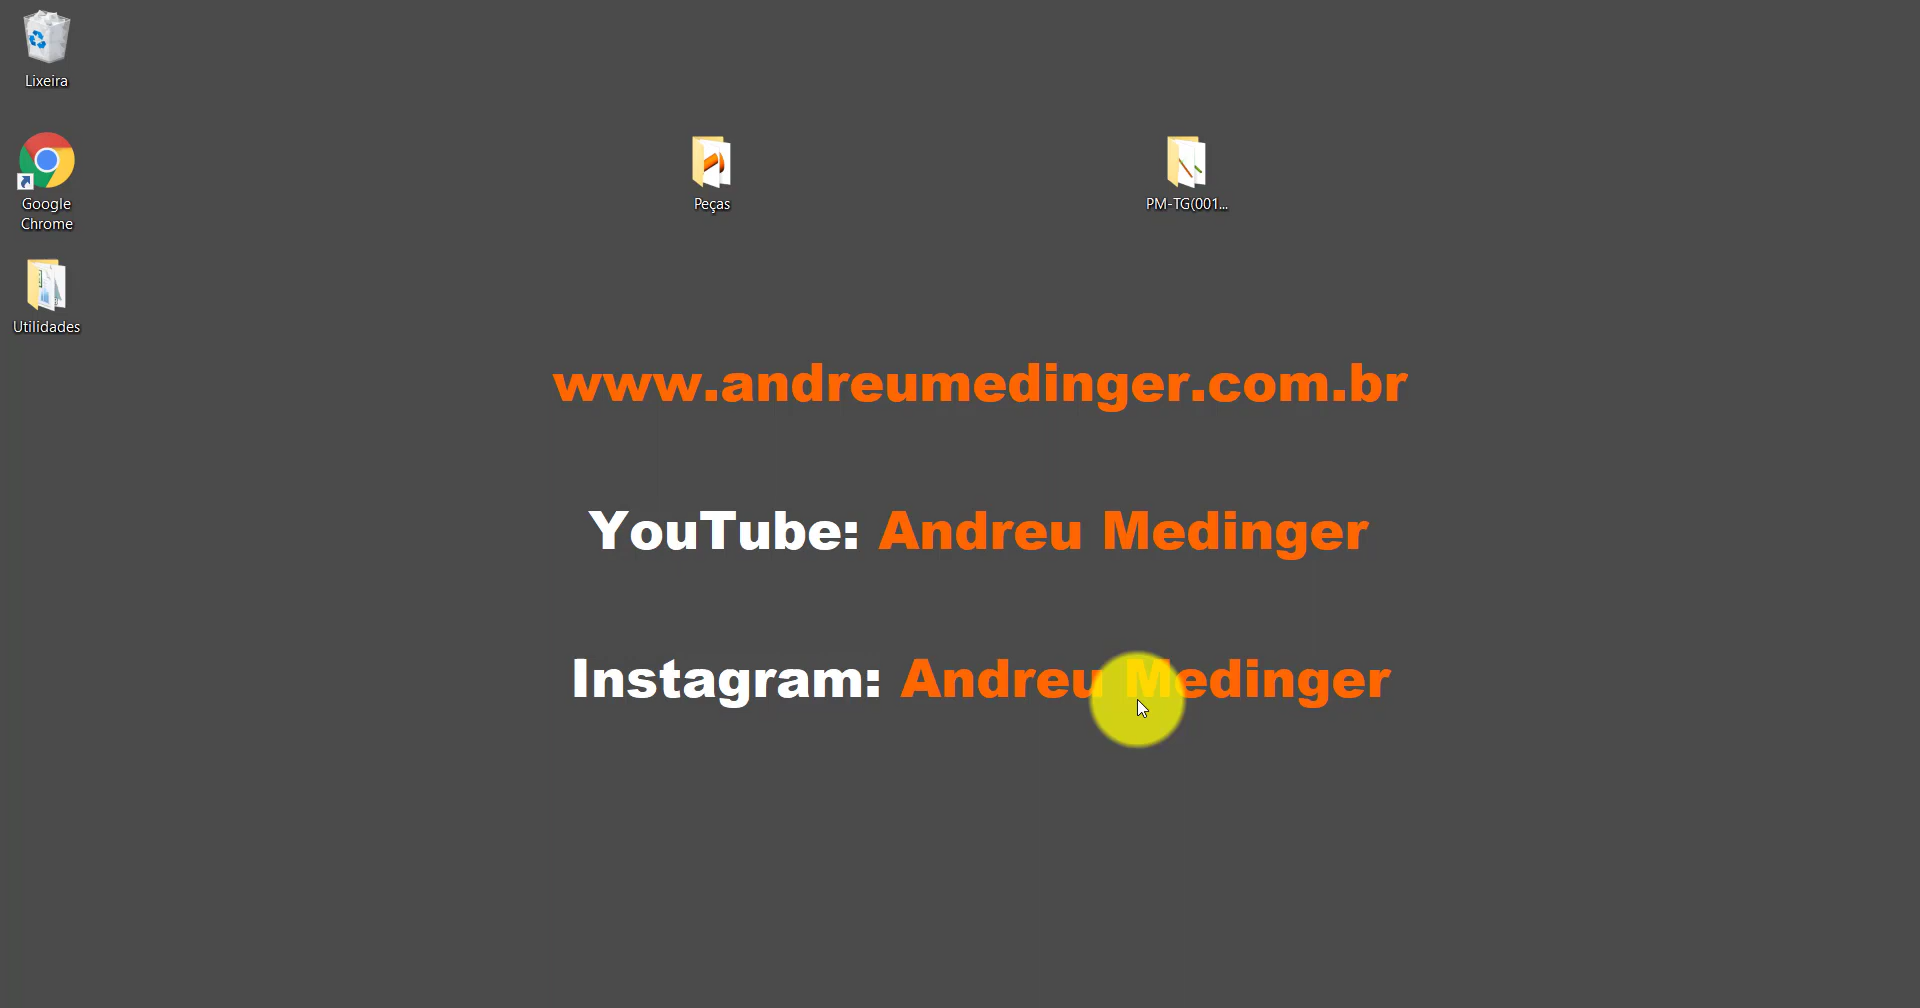 Lixeira
Google
Chrome
Utilidades
Peças
PM-TG(001...
www.andreumedinger.com.br
YouTube: Andreu Medinger
Instagram: Andreu Medinger